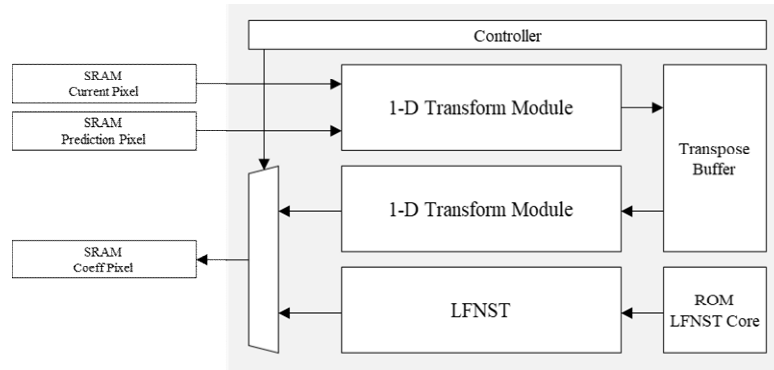 Controller
SRAM
Current Pixel
1-D Transform Module
SRAM
Prediction Pixel
Transpose
Buffer
1-D Transform Module
SRAM
Coeff Pixel
LFNST
ROM
LFNST Core